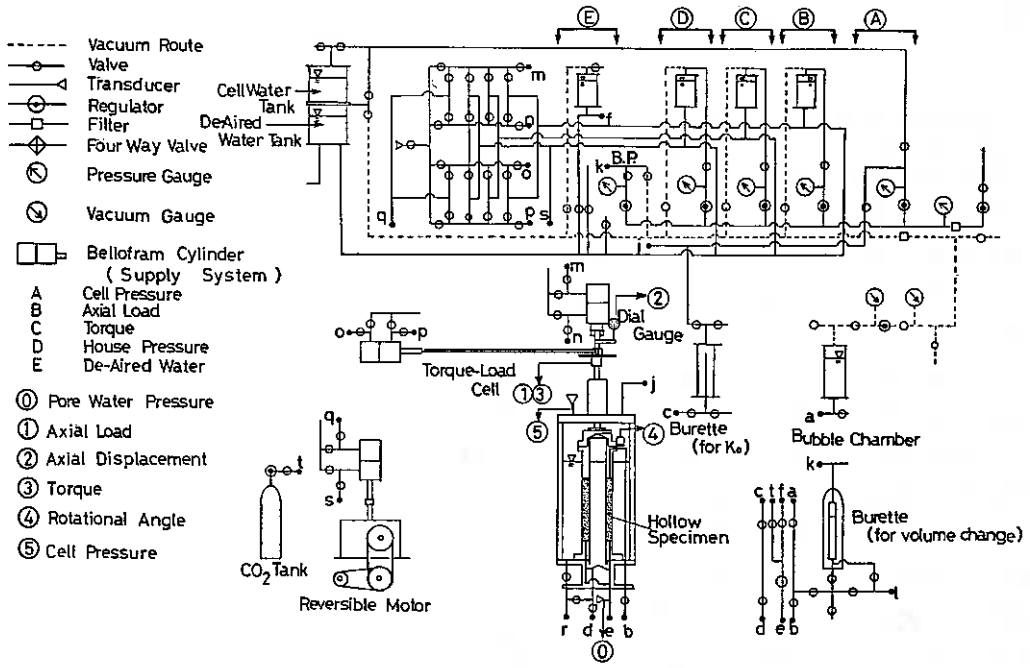 Ⓔ Ⓓ Ⓒ Ⓑ Ⓐ
Vacuum Route
Valve
Transducer
Regulator
Filter
Four Way Valve
Pressure Gauge
Vacuum Gauge
Bellofram Cylinder
(Supply System)
A Cell Pressure
B Axial Load
C Torque
D House Pressure
E De-Aired Water
⓪ Pore Water Pressure
① Axial Load
② Axial Displacement
③ Torque
④ Rotational Angle
⑤ Cell Pressure
Cell Water
Tank
De-Aired
Water Tank
m
n
o
p
q
s
f
k B.P.
m
n
②
Dial
Gauge
o
p
Torque-Load
Cell
①③
⑤
④
j
Hollow
Specimen
r d e b
⓪
q
s
t
CO₂ Tank
Reversible Motor
c
Burette
(for K₀)
a
Bubble Chamber
k
c t f a
Burette
(for volume change)
d e b